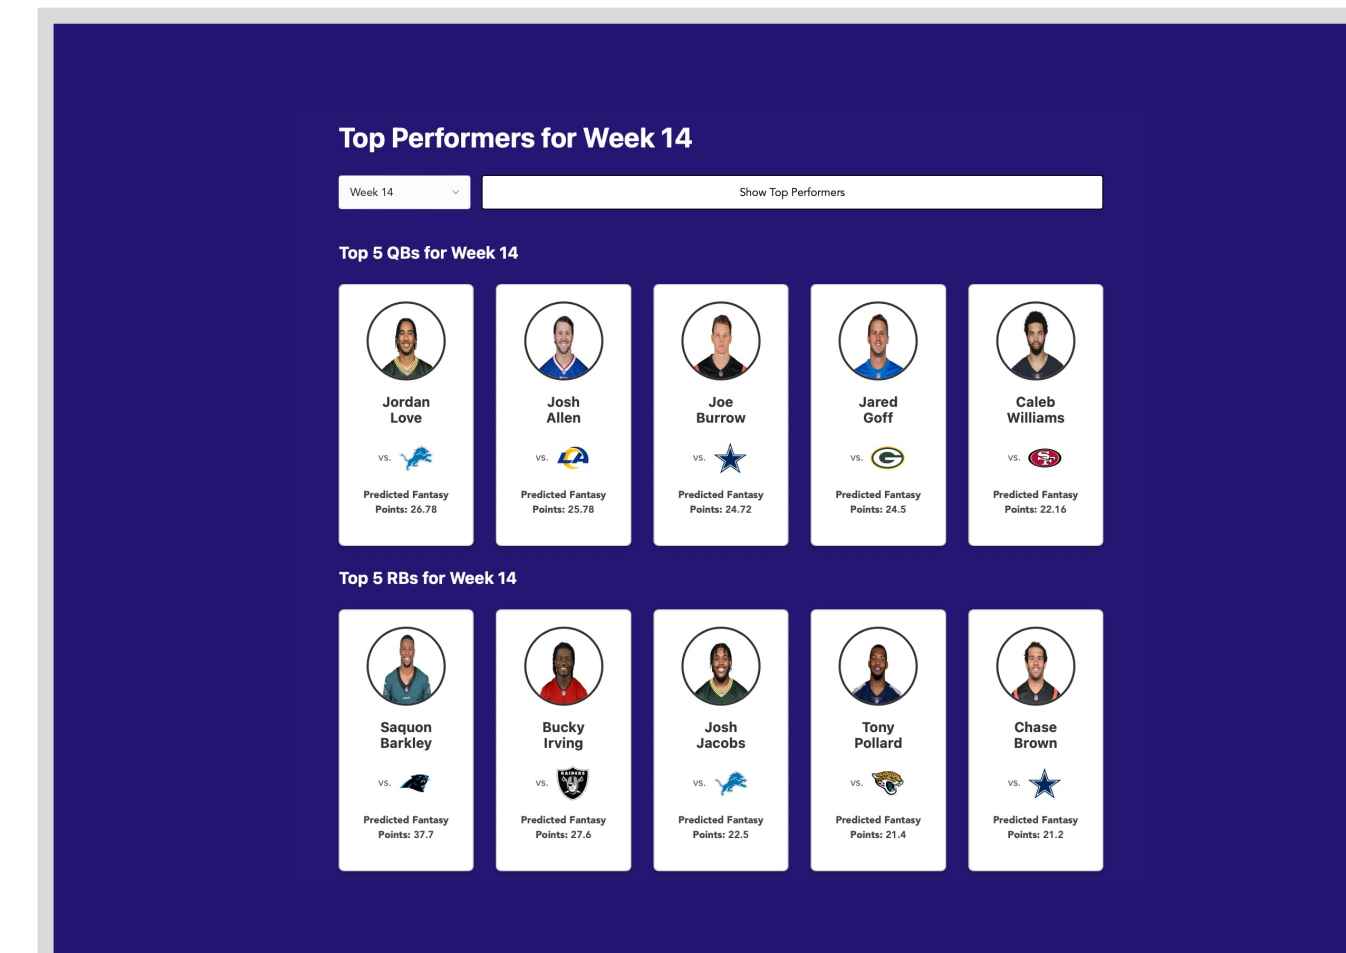 Top Performers for Week 14
Week 14
Show Top Performers
Top 5 QBs for Week 14
Jordan
Love
vs.
Predicted Fantasy
Points: 26.78
Josh
Allen
vs. LA
Predicted Fantasy
Points: 25.78
Joe
Burrow
vs.
Predicted Fantasy
Points: 24.72
Jared
Goff
vs. G
Predicted Fantasy
Points: 24.5
Caleb
Williams
vs. SF
Predicted Fantasy
Points: 22.16
Top 5 RBs for Week 14
Saquon
Barkley
vs.
Predicted Fantasy
Points: 37.7
Bucky
Irving
vs. RAIDERS
Predicted Fantasy
Points: 27.6
Josh
Jacobs
vs.
Predicted Fantasy
Points: 22.5
Tony
Pollard
vs.
Predicted Fantasy
Points: 21.4
Chase
Brown
vs.
Predicted Fantasy
Points: 21.2